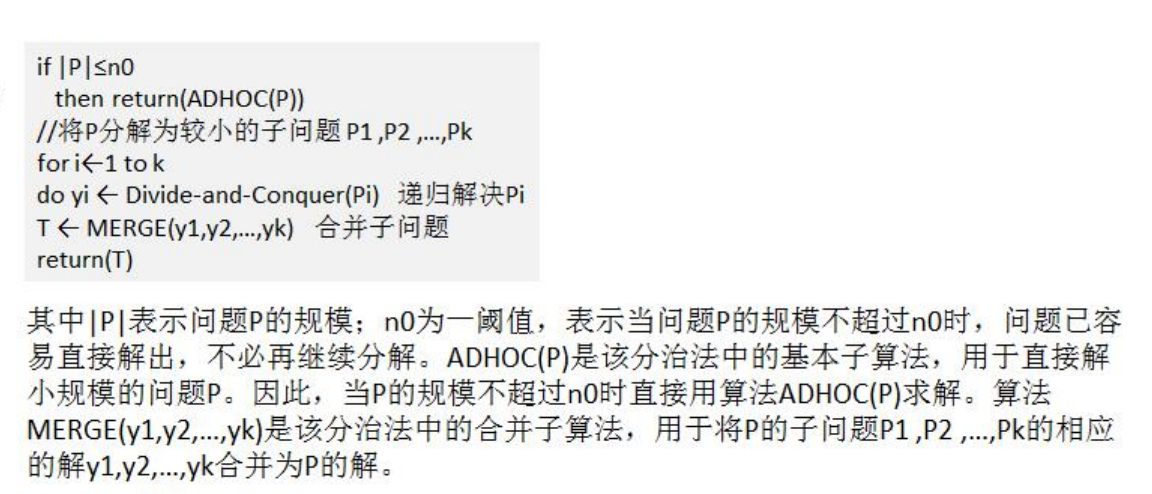 if |P|≤n0
then return(ADHOC(P))
//将P分解为较小的子问题 P1 ,P2 ,...,Pk
for i←1 to k
do yi ← Divide-and-Conquer(Pi) 递归解决Pi
T ← MERGE(y1,y2,...,yk) 合并子问题
return(T)
其中|P|表示问题P的规模；n0为一阈值，表示当问题P的规模不超过n0时，问题已容
易直接解出，不必再继续分解。ADHOC(P)是该分治法中的基本子算法，用于直接解
小规模的问题P。因此，当P的规模不超过n0时直接用算法ADHOC(P)求解。算法
MERGE(y1,y2,...,yk)是该分治法中的合并子算法，用于将P的子问题P1 ,P2 ,...,Pk的相应
的解y1,y2,...,yk合并为P的解。